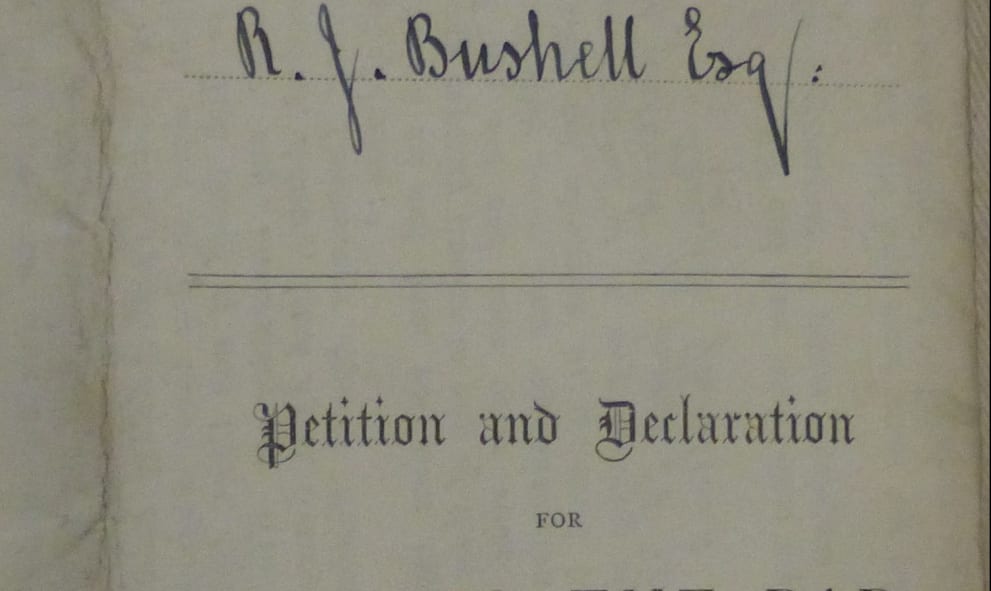 R. J. Bushell Esq:
Petition and Declaration
FOR